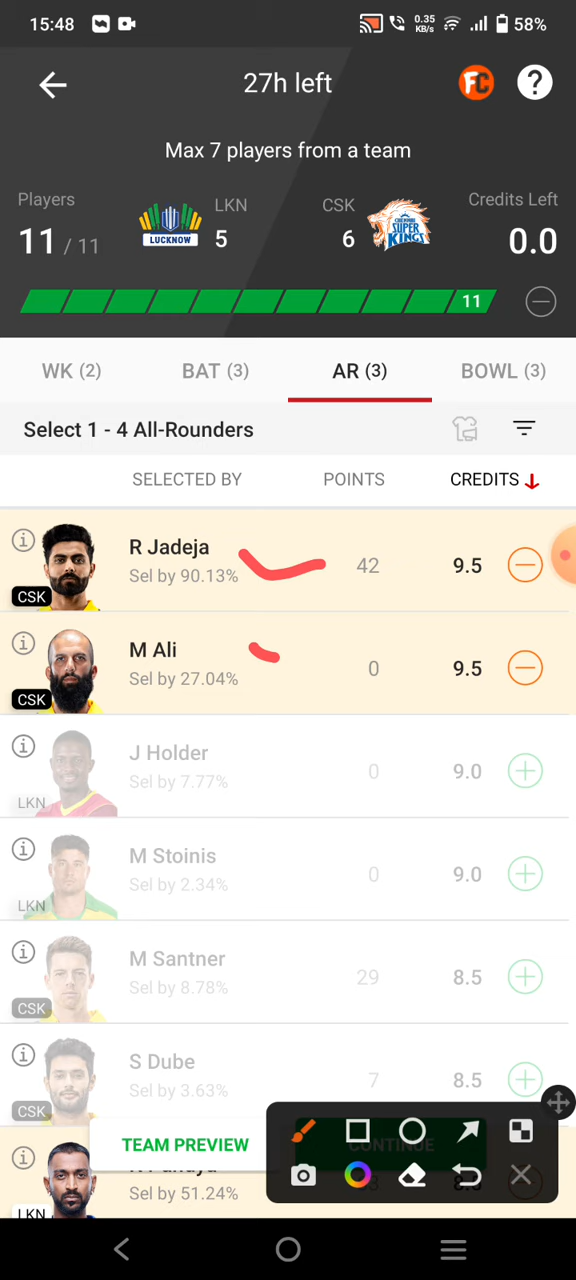 15:48
0.35 KB/s
58%
27h left
FC
?
Max 7 players from a team
Players
LKN
CSK
Credits Left
11 / 11
LUCKNOW
5
6
CHENNAI SUPER KINGS
0.0
11
WK (2)
BAT (3)
AR (3)
BOWL (3)
Select 1 - 4 All-Rounders
SELECTED BY
POINTS
CREDITS
R Jadeja
Sel by 90.13%
42
9.5
CSK
M Ali
Sel by 27.04%
0
9.5
CSK
J Holder
Sel by 7.77%
0
9.0
LKN
M Stoinis
Sel by 2.34%
0
9.0
LKN
M Santner
Sel by 8.78%
29
8.5
CSK
S Dube
Sel by 3.63%
7
8.5
CSK
TEAM PREVIEW
CONTINUE
Sel by 51.24%
LKN